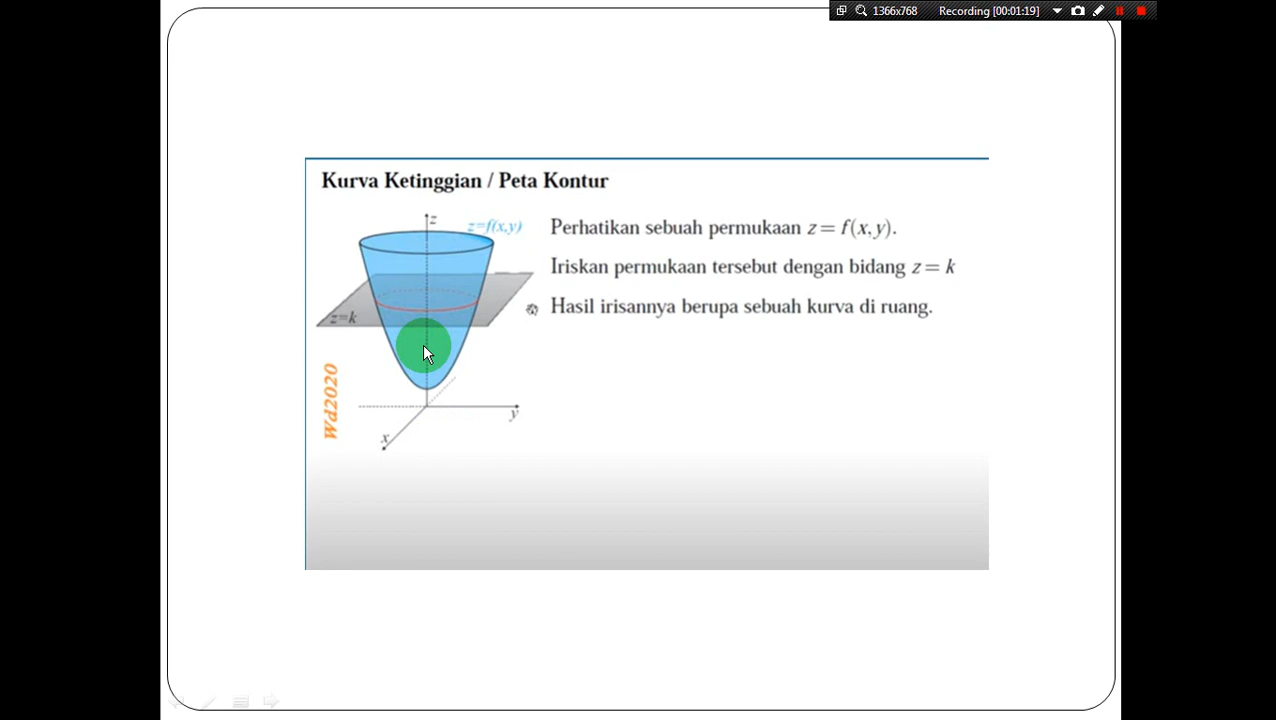 1366x768 Recording [00:01:19]
Kurva Ketinggian / Peta Kontur
z
z=f(x,y)
Perhatikan sebuah permukaan z = f(x, y).
Iriskan permukaan tersebut dengan bidang z = k
Hasil irisannya berupa sebuah kurva di ruang.
z=k
Wd2020
y
x